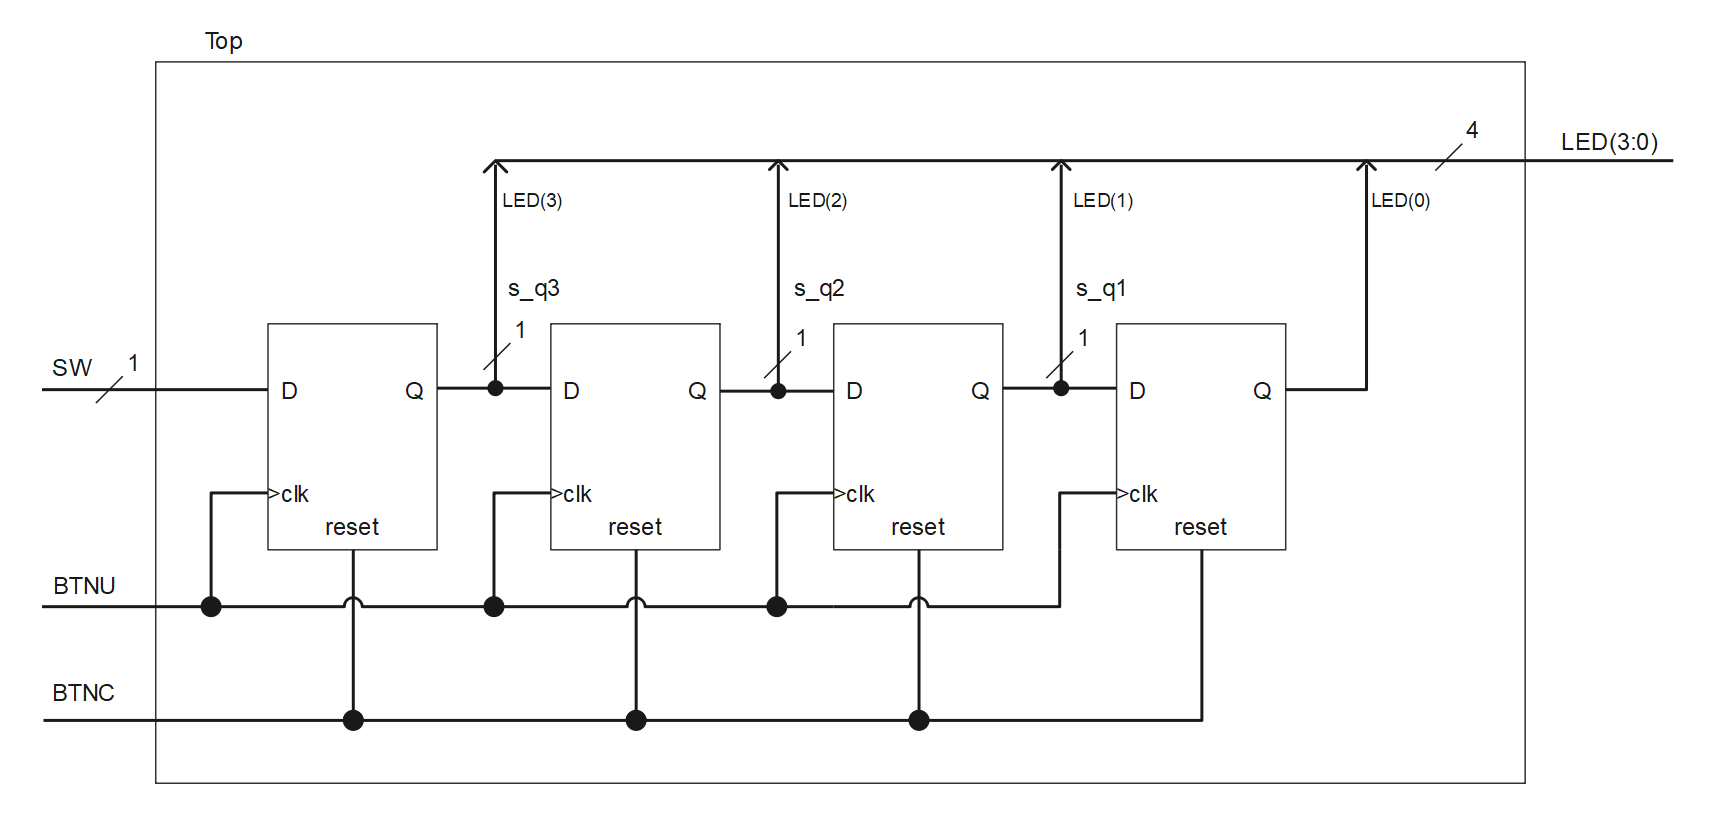 Top
4
LED(3:0)
LED(3)
LED(2)
LED(1)
LED(0)
s_q3
s_q2
s_q1
1
1
1
SW
1
D
Q
D
Q
D
Q
D
Q
>clk
>clk
>clk
>clk
reset
reset
reset
reset
BTNU
BTNC